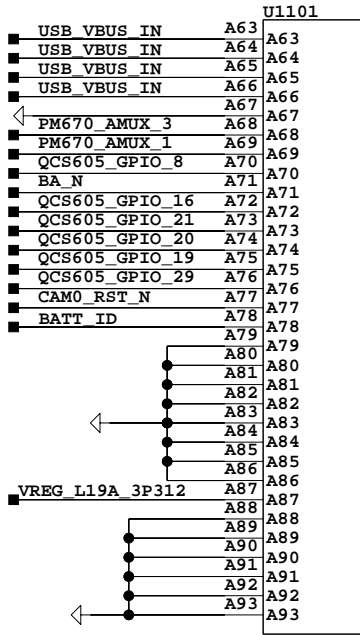 U1101
USB_VBUS_IN A63 A63
USB_VBUS_IN A64 A64
USB_VBUS_IN A65 A65
USB_VBUS_IN A66 A66
A67 A67
PM670_AMUX_3 A68 A68
PM670_AMUX_1 A69 A69
QCS605_GPIO_8 A70 A70
BA_N A71 A71
QCS605_GPIO_16 A72 A72
QCS605_GPIO_21 A73 A73
QCS605_GPIO_20 A74 A74
QCS605_GPIO_19 A75 A75
QCS605_GPIO_29 A76 A76
CAM0_RST_N A77 A77
BATT_ID A78 A78
A79 A79
A80 A80
A81 A81
A82 A82
A83 A83
A84 A84
A85 A85
A86 A86
VREG_L19A_3P312 A87 A87
A88 A88
A89 A89
A90 A90
A91 A91
A92 A92
A93 A93